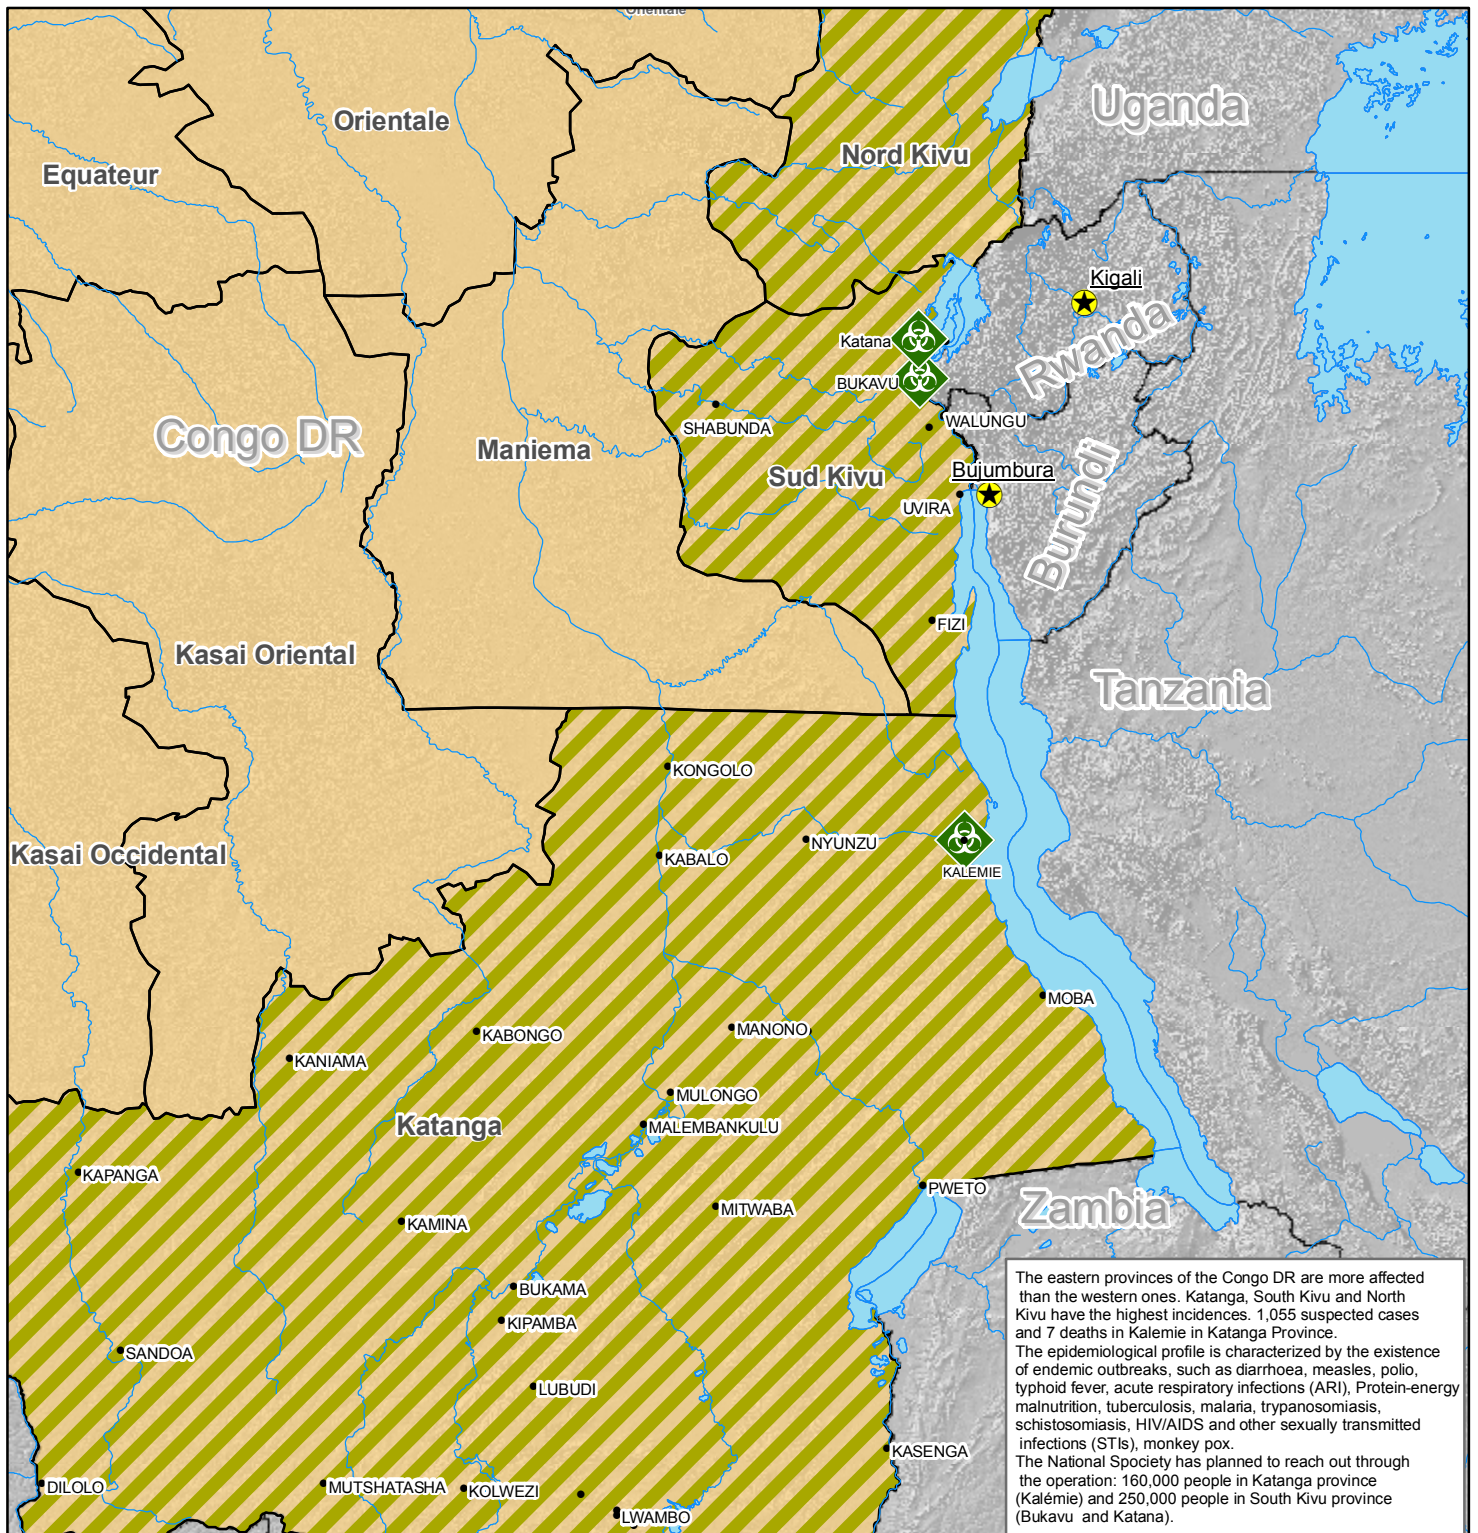 Orientale
Uganda
Orientale
Nord Kivu
Equateur
Kigali
Rwanda
Katana
BUKAVU
SHABUNDA
WALUNGU
Congo DR
Maniema
Sud Kivu
Bujumbura
UVIRA
Burundi
FIZI
Kasai Oriental
Tanzania
KONGOLO
NYUNZU
Kasai Occidental
KABALO
KALEMIE
MOBA
MANONO
KABONGO
KANIAMA
MULONGO
Katanga
MALEMBANKULU
KAPANGA
PWETO
MITWABA
Zambia
KAMINA
BUKAMA
KIPAMBA
SANDOA
LUBUDI
KASENGA
DILOLO
MUTSHATASHA
KOLWEZI
LWAMBO
The eastern provinces of the Congo DR are more affected
than the western ones. Katanga, South Kivu and North
Kivu have the highest incidences. 1,055 suspected cases
and 7 deaths in Kalemie in Katanga Province.
The epidemiological profile is characterized by the existence
of endemic outbreaks, such as diarrhoea, measles, polio,
typhoid fever, acute respiratory infections (ARI), Protein-energy
malnutrition, tuberculosis, malaria, trypanosomiasis,
schistosomiasis, HIV/AIDS and other sexually transmitted
infections (STIs), monkey pox.
The National Spociety has planned to reach out through
the operation: 160,000 people in Katanga province
(Kalémie) and 250,000 people in South Kivu province
(Bukavu and Katana).